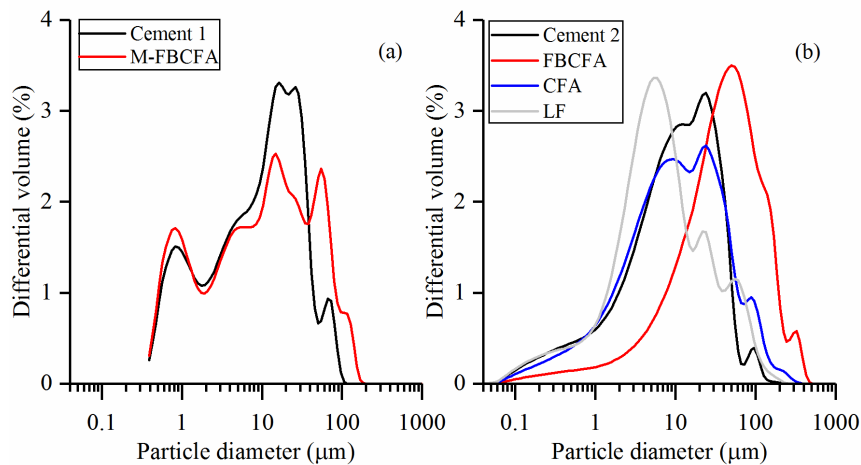 4
3
2
1
0
Differential volume (%)
Cement 1
M-FBCFA
(a)
0.1 1 10 100 1000
Particle diameter (μm)
4
3
2
1
0
Differential volume (%)
Cement 2
FBCFA
CFA
LF
(b)
0.1 1 10 100 1000
Particle diameter (μm)